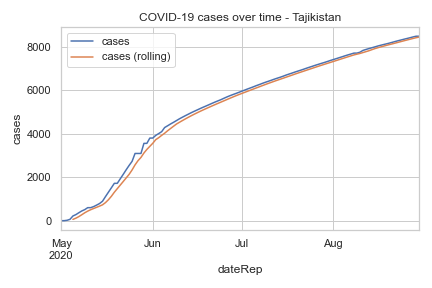 COVID-19 cases over time - Tajikistan
cases
cases (rolling)
8000
6000
4000
2000
0
cases
May
2020
Jun
Jul
Aug
dateRep